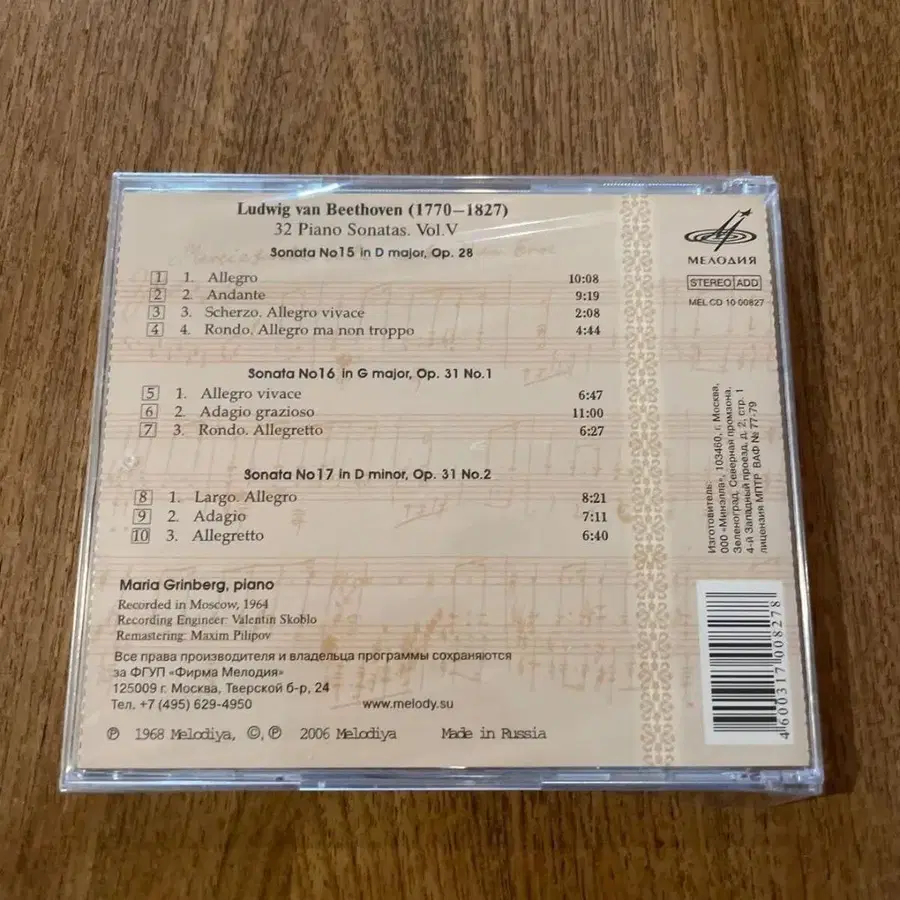 Ludwig van Beethoven (1770—1827)
32 Piano Sonatas. Vol.V
Sonata No15 in D major, Op. 28
1 1. Allegro 10:08
2 2. Andante 9:19
3 3. Scherzo. Allegro vivace 2:08
4 4. Rondo. Allegro ma non troppo 4:44
Sonata No16 in G major, Op. 31 No.1
5 1. Allegro vivace 6:47
6 2. Adagio grazioso 11:00
7 3. Rondo. Allegretto 6:27
Sonata No17 in D minor, Op. 31 No.2
8 1. Largo. Allegro 8:21
9 2. Adagio 7:11
10 3. Allegretto 6:40
Maria Grinberg, piano
Recorded in Moscow, 1964
Recording Engineer: Valentin Skoblo
Remastering: Maxim Pilipov
Все права производителя и владельца программы сохраняются
за ФГУП «Фирма Мелодия»
125009 г. Москва, Тверской б-р, 24
Тел. +7 (495) 629-4950 www.melody.su
℗ 1968 Melodiya, ©,℗ 2006 Melodiya Made in Russia
МЕЛОДИЯ
STEREO ADD
MEL CD 10 00827
Изготовитель:
ООО «Минэлла», 103460, г. Москва,
Зеленоград, Северная промзона,
4-й Западный проезд, д. 2, стр. 1
лицензия МПТР ВАФ № 77-79
4600317008278